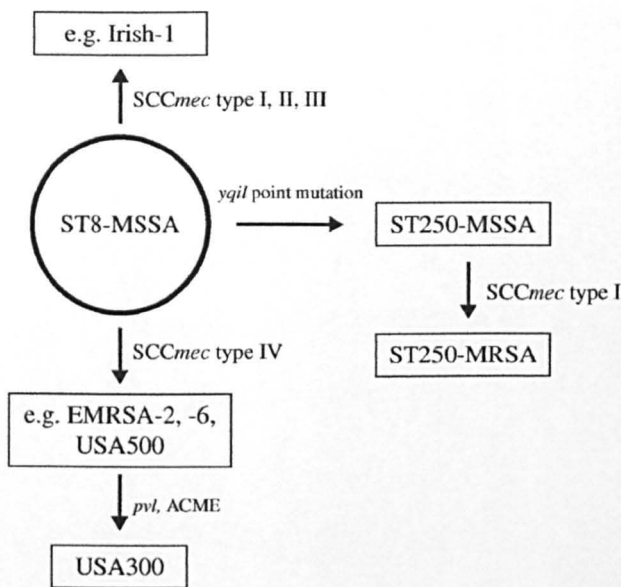 e.g. Irish-1
SCCmec type I, II, III
ST8-MSSA
yqil point mutation
ST250-MSSA
SCCmec type I
ST250-MRSA
SCCmec type IV
e.g. EMRSA-2, -6,
USA500
pvl, ACME
USA300